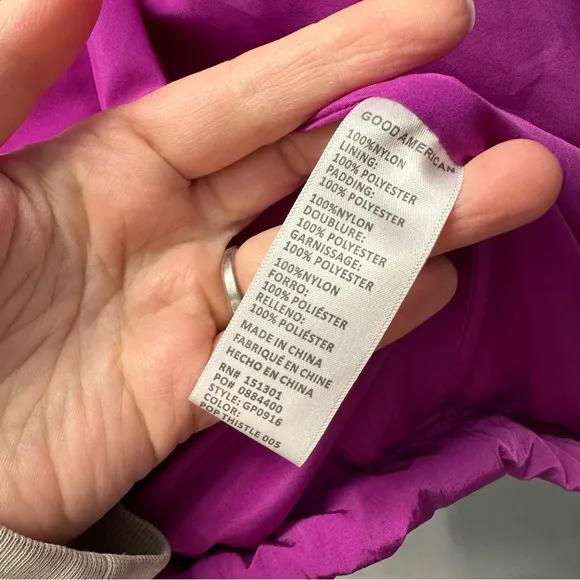 GOOD AMERICAN
100%NYLON
LINING:
100% POLYESTER
PADDING:
100% POLYESTER
100%NYLON
DOUBLURE:
100% POLYESTER
GARNISSAGE:
100% POLYESTER
100%NYLON
FORRO:
100% POLIÉSTER
RELLENO:
100% POLIÉSTER
MADE IN CHINA
FABRIQUÉ EN CHINE
HECHO EN CHINA
RN# 151301
PO# 0884400
STYLE: GP0916
COLOR:
POP THISTLE 005